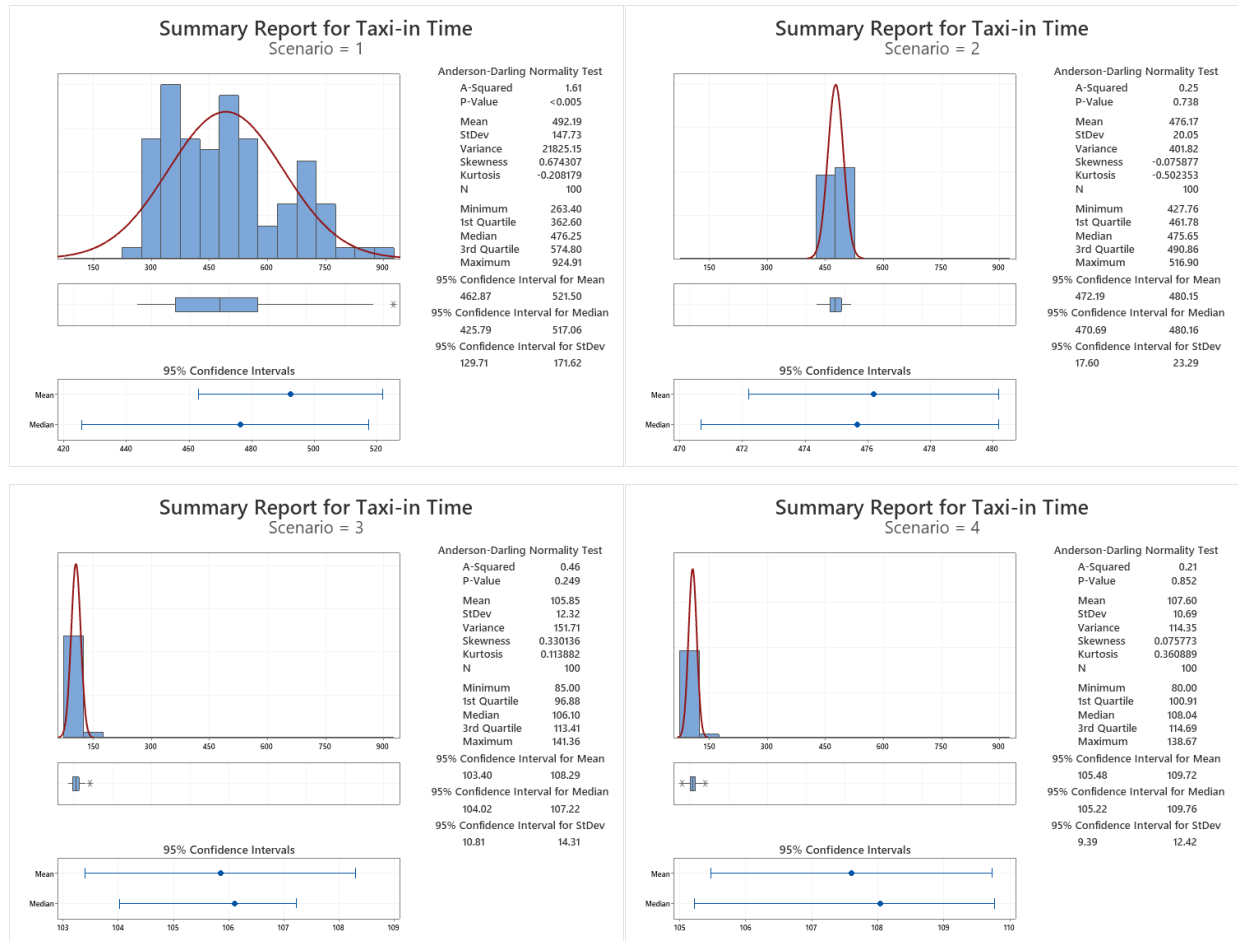 Summary Report for Taxi-in Time
Scenario = 1
Anderson-Darling Normality Test
A-Squared 1.61
P-Value <0.005
Mean 492.19
StDev 147.73
Variance 21825.15
Skewness 0.674307
Kurtosis -0.208179
N 100
Minimum 263.40
1st Quartile 362.60
Median 476.25
3rd Quartile 574.80
Maximum 924.91
95% Confidence Interval for Mean
462.87 521.50
95% Confidence Interval for Median
425.79 517.06
95% Confidence Interval for StDev
129.71 171.62
150 300 450 600 750 900
95% Confidence Intervals
Mean
Median
420 440 460 480 500 520
Summary Report for Taxi-in Time
Scenario = 2
Anderson-Darling Normality Test
A-Squared 0.25
P-Value 0.738
Mean 476.17
StDev 20.05
Variance 401.82
Skewness -0.075877
Kurtosis -0.502353
N 100
Minimum 427.76
1st Quartile 461.78
Median 475.65
3rd Quartile 490.86
Maximum 516.90
95% Confidence Interval for Mean
472.19 480.15
95% Confidence Interval for Median
470.69 480.16
95% Confidence Interval for StDev
17.60 23.29
150 300 450 600 750 900
95% Confidence Intervals
Mean
Median
470 472 474 476 478 480
Summary Report for Taxi-in Time
Scenario = 3
Anderson-Darling Normality Test
A-Squared 0.46
P-Value 0.249
Mean 105.85
StDev 12.32
Variance 151.71
Skewness 0.330136
Kurtosis 0.113882
N 100
Minimum 85.00
1st Quartile 96.88
Median 106.10
3rd Quartile 113.41
Maximum 141.36
95% Confidence Interval for Mean
103.40 108.29
95% Confidence Interval for Median
104.02 107.22
95% Confidence Interval for StDev
10.81 14.31
150 300 450 600 750 900
95% Confidence Intervals
Mean
Median
103 104 105 106 107 108 109
Summary Report for Taxi-in Time
Scenario = 4
Anderson-Darling Normality Test
A-Squared 0.21
P-Value 0.852
Mean 107.60
StDev 10.69
Variance 114.35
Skewness 0.075773
Kurtosis 0.360889
N 100
Minimum 80.00
1st Quartile 100.91
Median 108.04
3rd Quartile 114.69
Maximum 138.67
95% Confidence Interval for Mean
105.48 109.72
95% Confidence Interval for Median
105.22 109.76
95% Confidence Interval for StDev
9.39 12.42
150 300 450 600 750 900
95% Confidence Intervals
Mean
Median
105 106 107 108 109 110